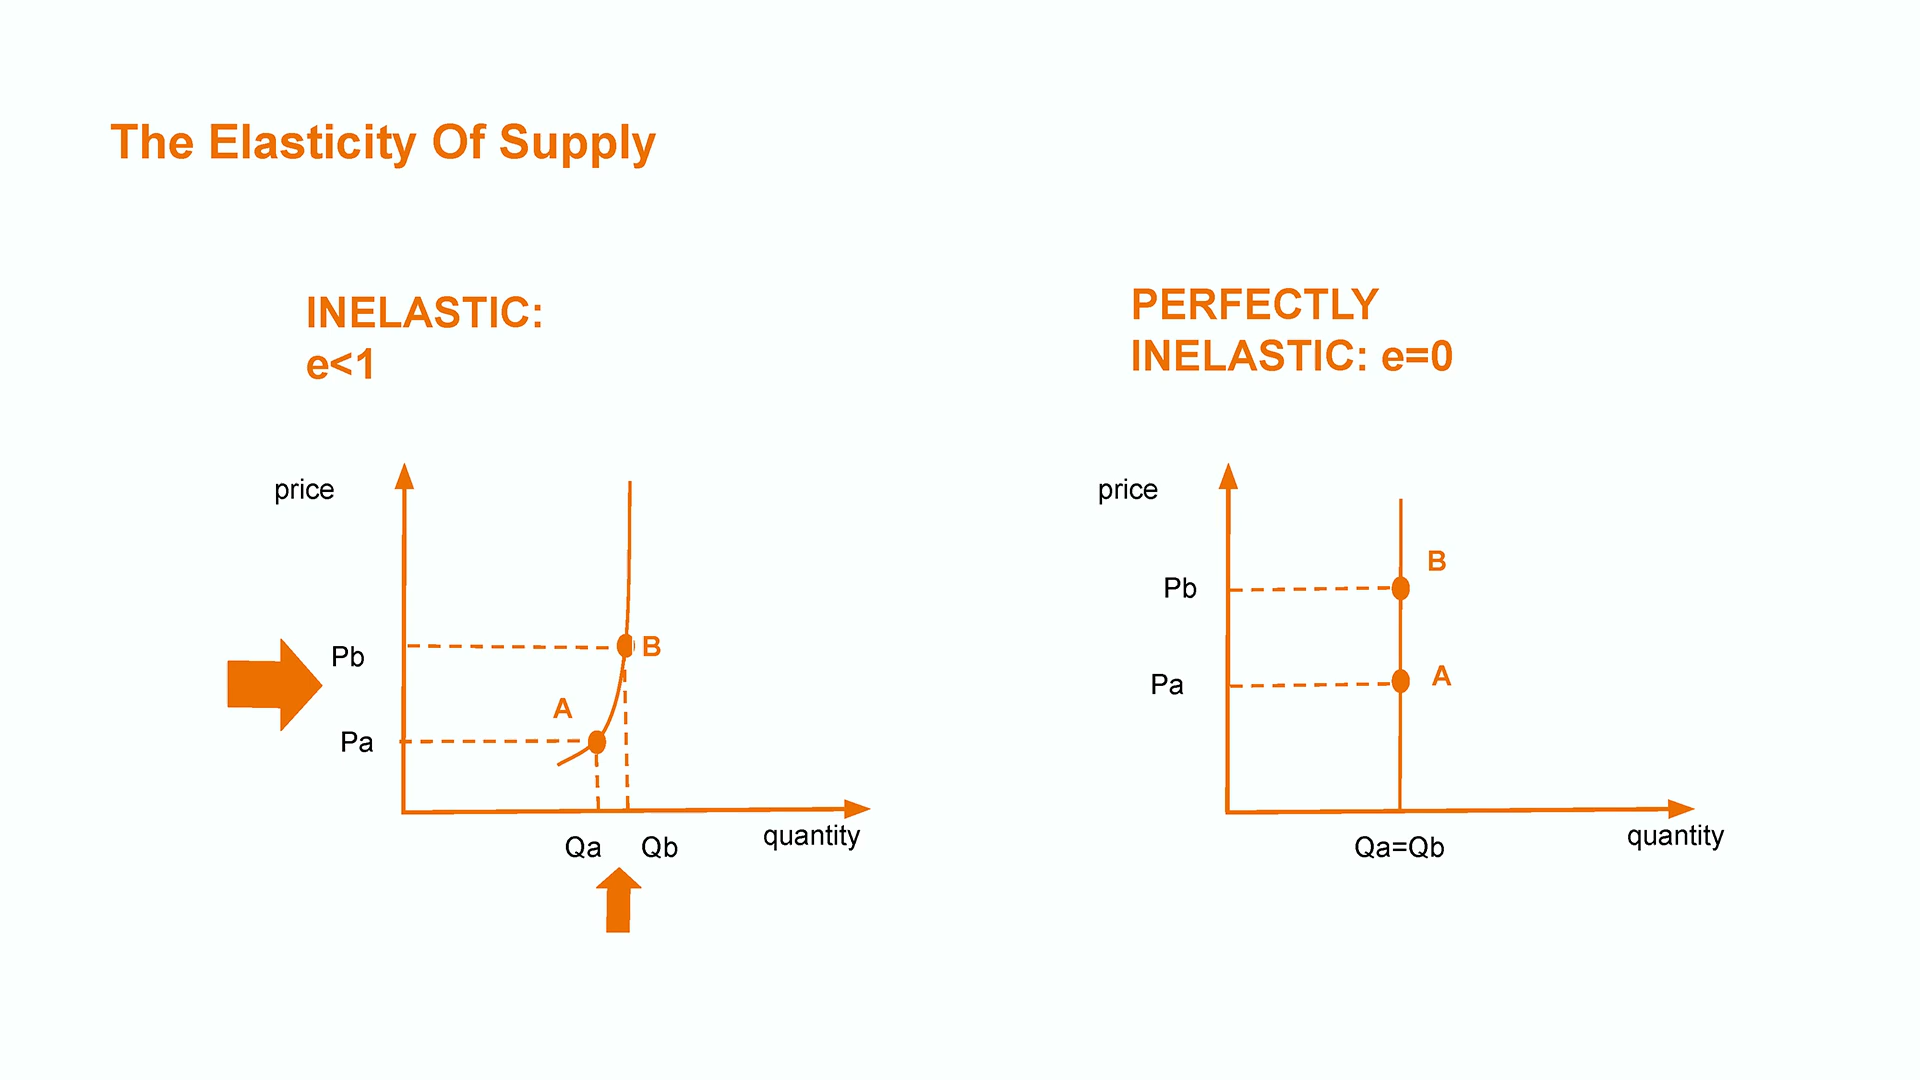 The Elasticity Of Supply
INELASTIC:
e<1
price
Pb
Pa
A
B
Qa
Qb
quantity
PERFECTLY
INELASTIC: e=0
price
Pb
Pa
B
A
Qa=Qb
quantity